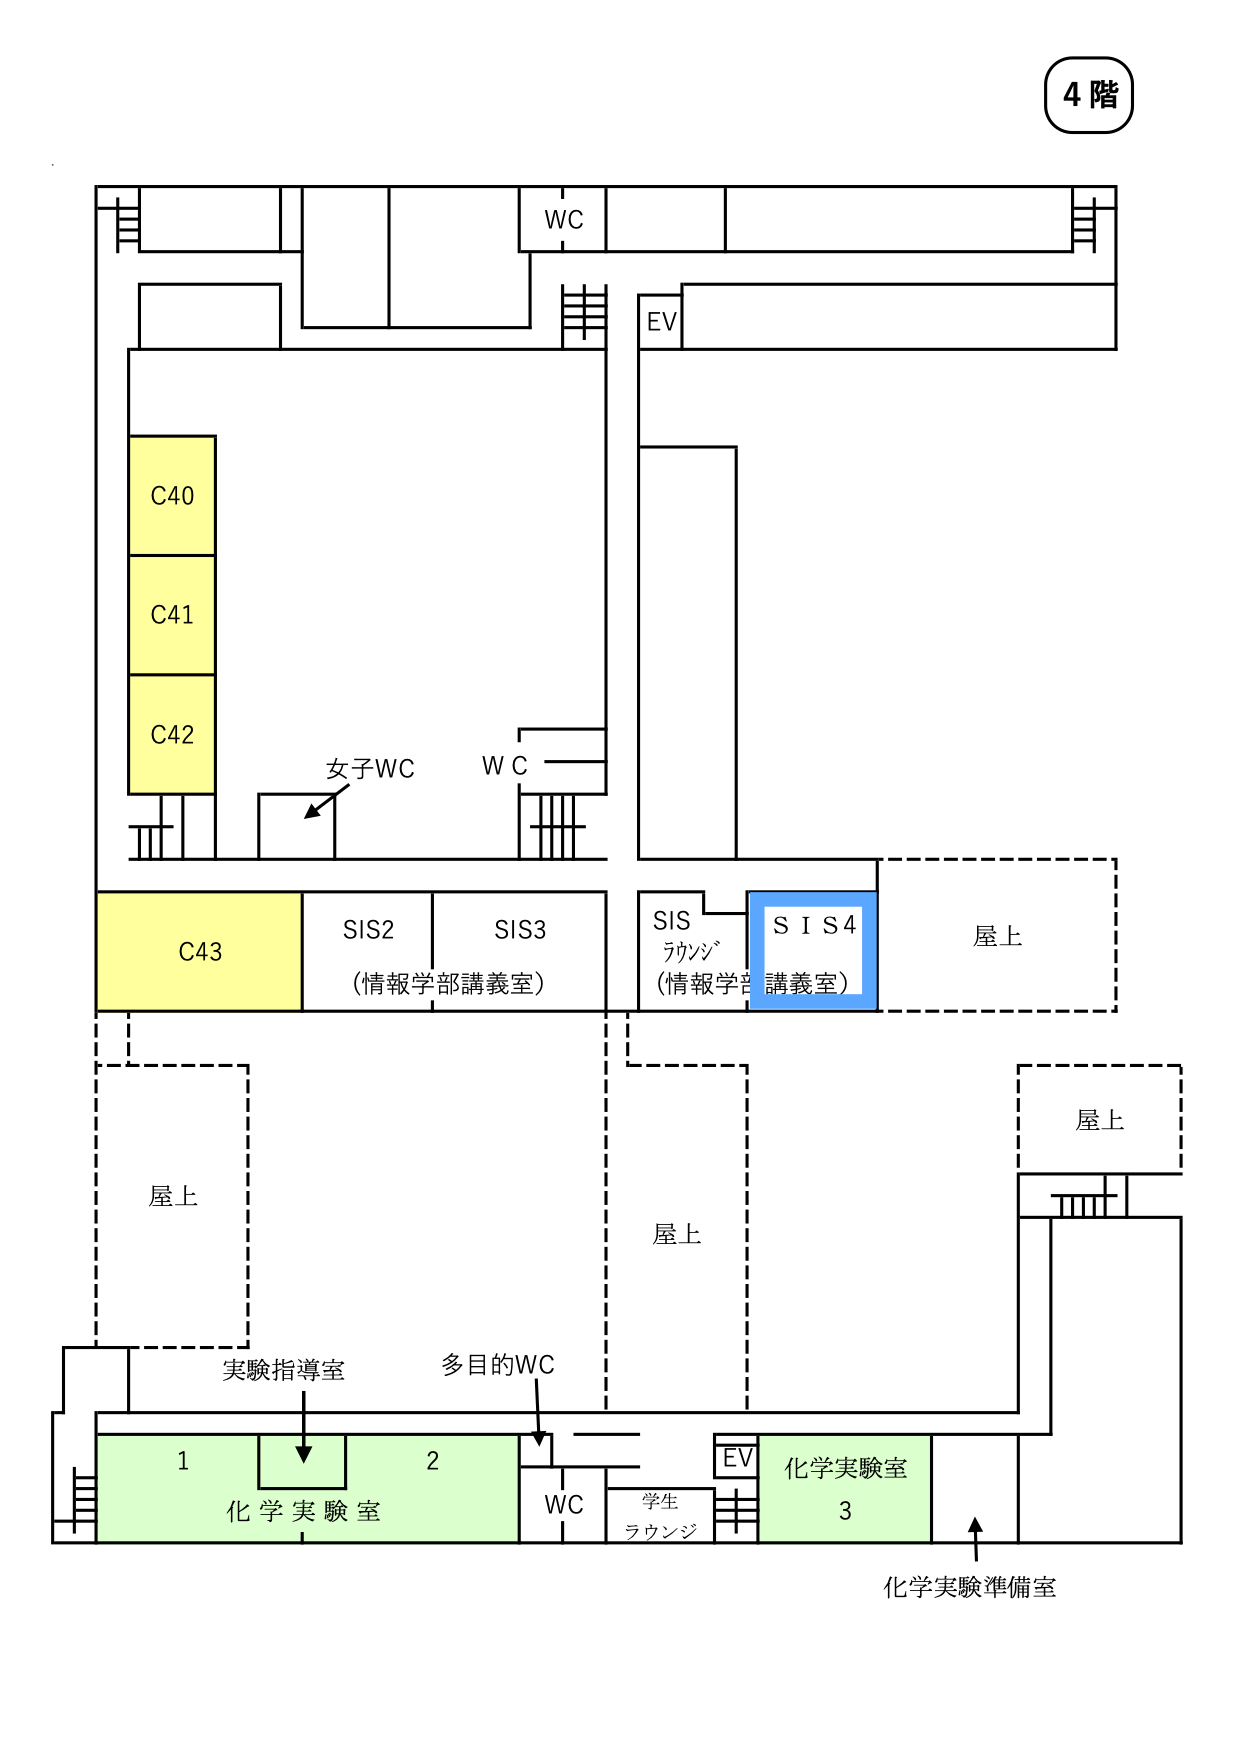 4階
WC
EV
C40
C41
C42
女子WC
WC
C43
SIS2
SIS3
(情報学部講義室)
SIS
ﾗｳﾝｼﾞ
SIS4
(情報学部講義室)
屋上
屋上
屋上
屋上
実験指導室
多目的WC
1
2
化学実験室
WC
学生
ラウンジ
EV
化学実験室
3
化学実験準備室